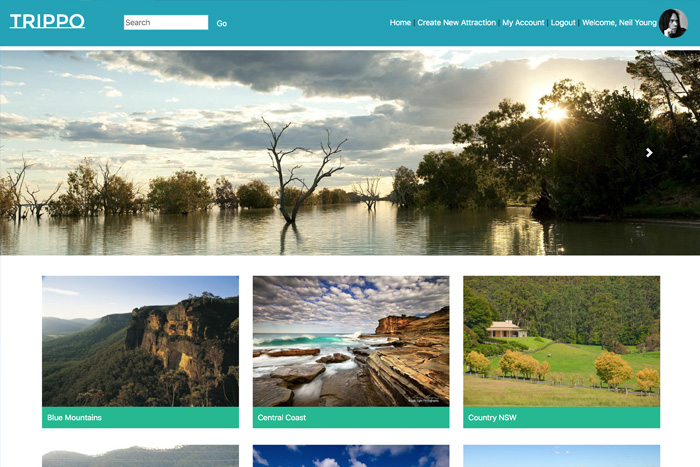 TRIPPO
Search
Go
Home | Create New Attraction | My Account | Logout | Welcome, Neil Young
Blue Mountains
Central Coast
Country NSW